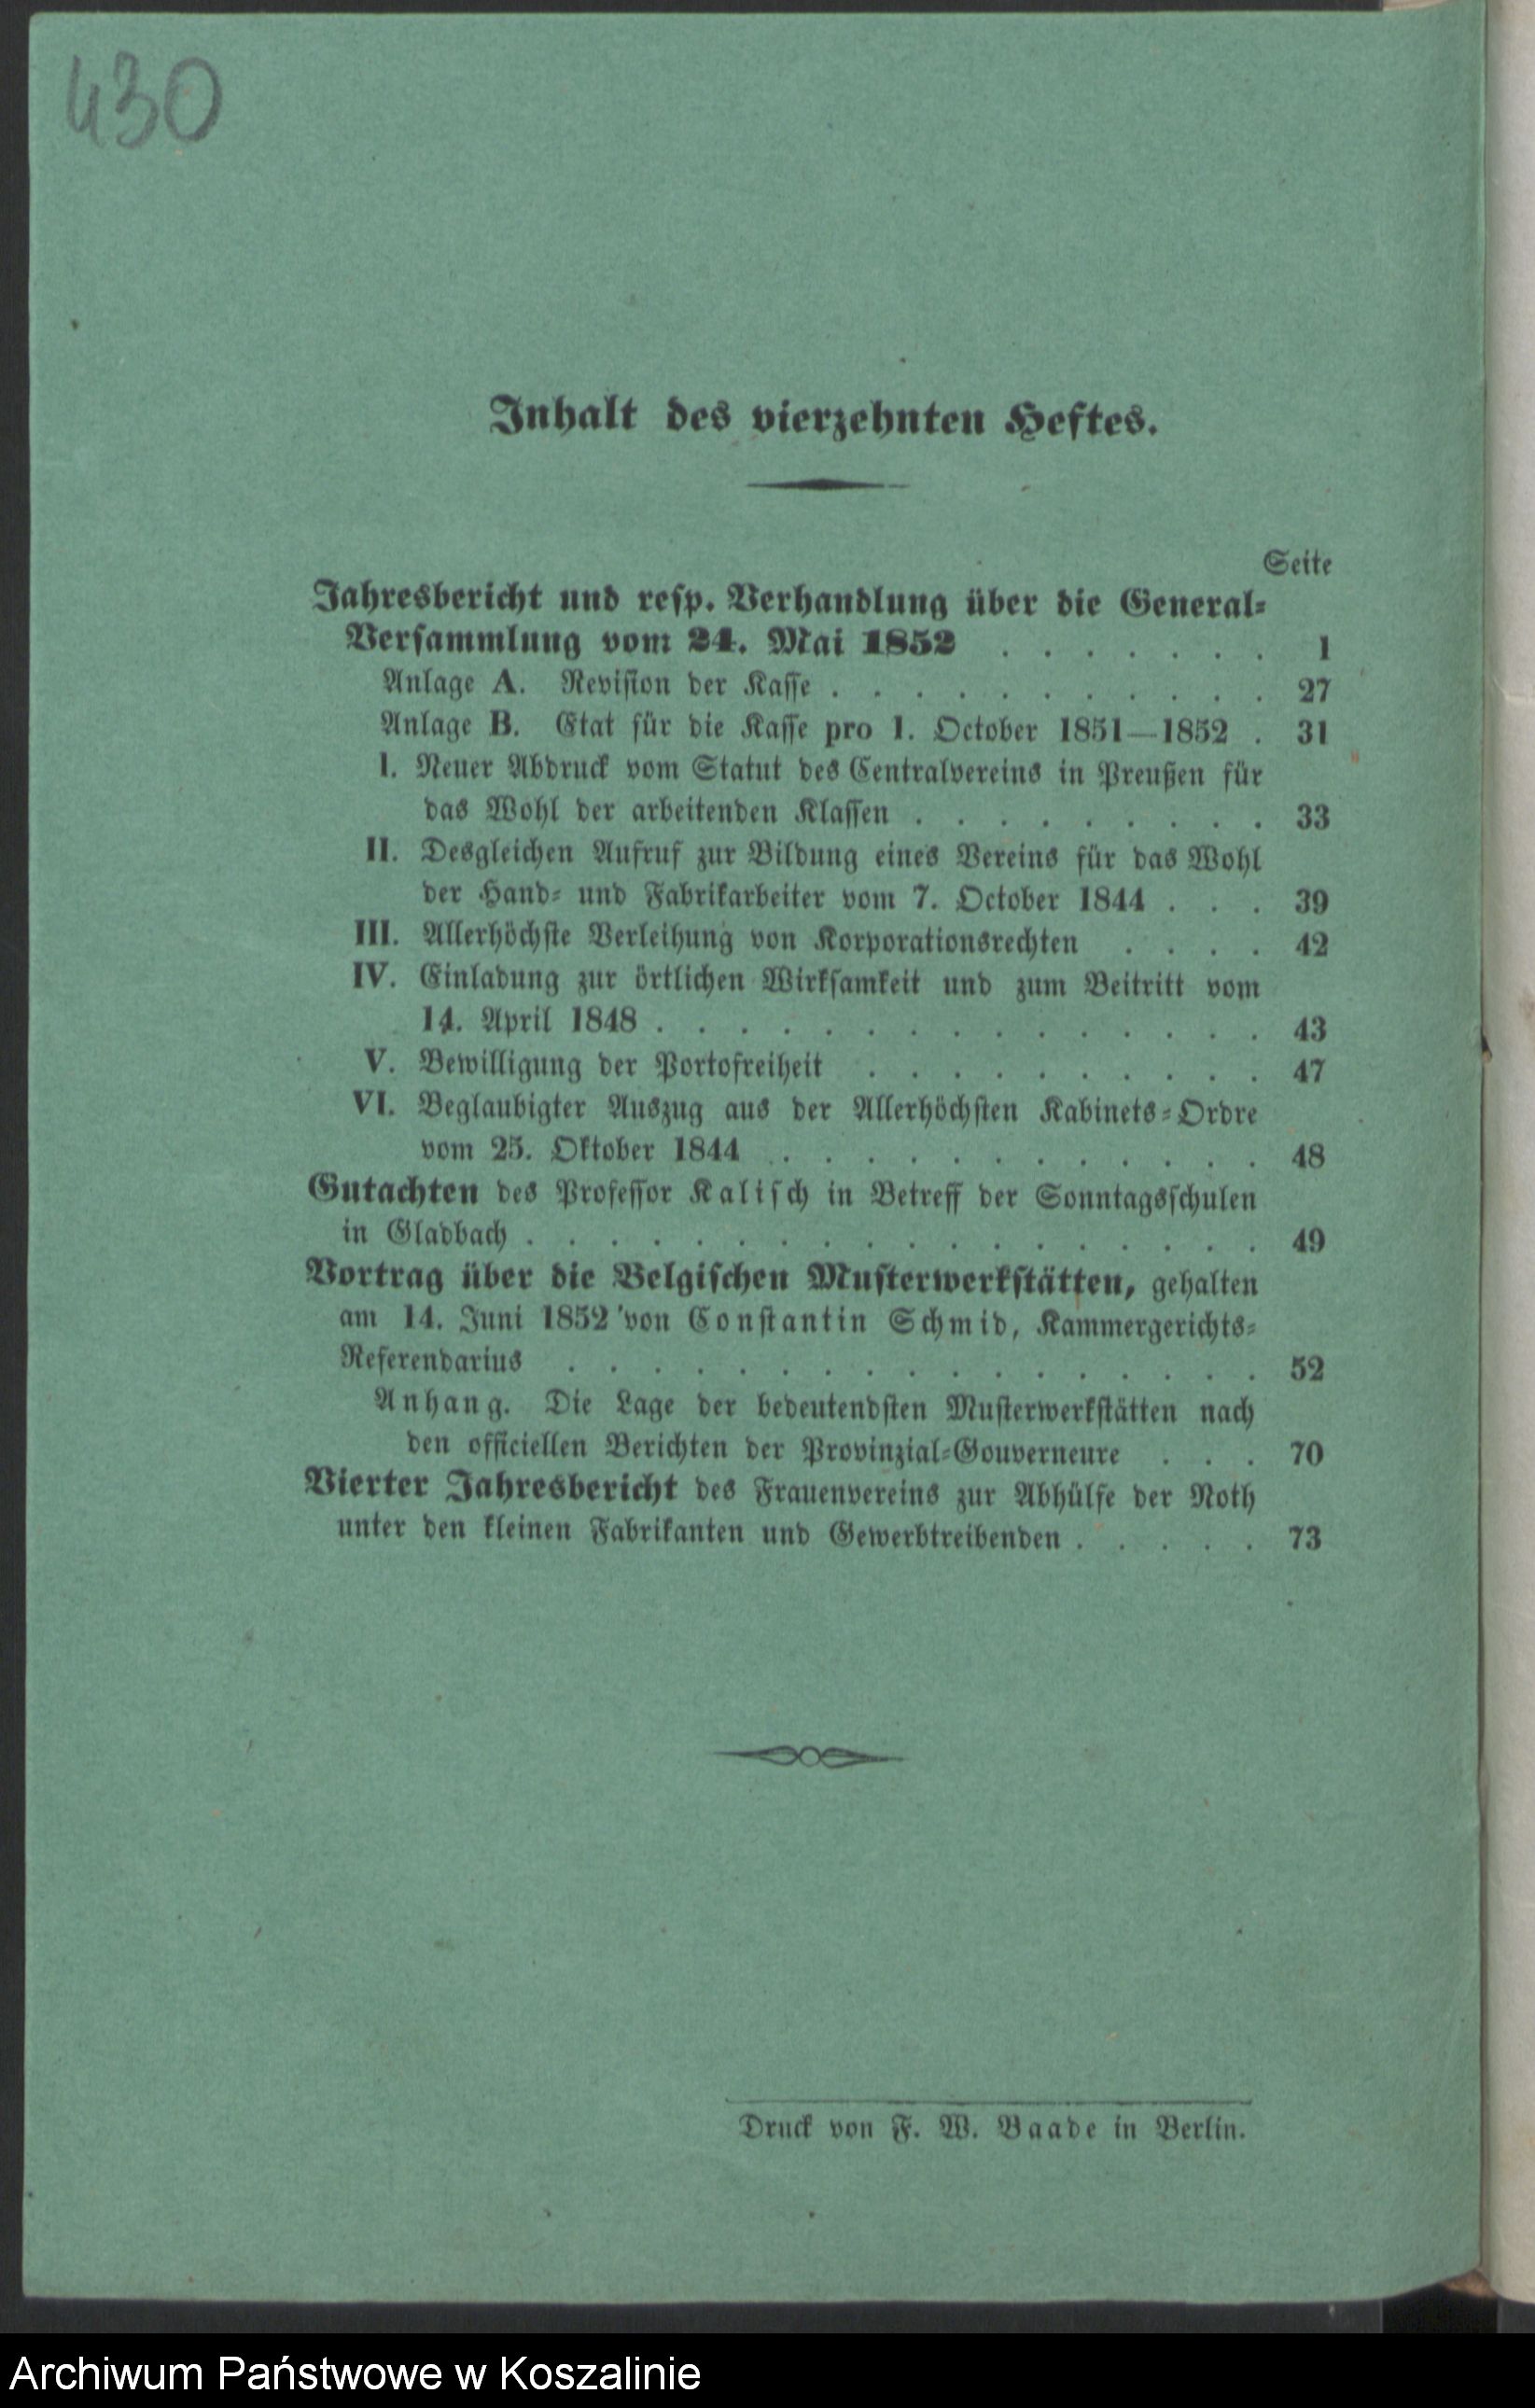 430
Inhalt des vierzehnten Heftes.
Seite
Jahresbericht und resp. Verhandlung über die General-
Versammlung vom 24. Mai 1852 . . . . . . . 1
Anlage A. Revision der Kasse . . . . . . . . . . . 27
Anlage B. Etat für die Kasse pro 1. October 1851—1852 . 31
I. Neuer Abdruck vom Statut des Centralvereins in Preußen für
das Wohl der arbeitenden Klassen . . . . . . . . . 33
II. Desgleichen Aufruf zur Bildung eines Vereins für das Wohl
der Hand- und Fabrikarbeiter vom 7. October 1844 . . . 39
III. Allerhöchste Verleihung von Korporationsrechten . . . . 42
IV. Einladung zur örtlichen Wirksamkeit und zum Beitritt vom
14. April 1848 . . . . . . . . . . . . . . . 43
V. Bewilligung der Portofreiheit . . . . . . . . . . 47
VI. Beglaubigter Auszug aus der Allerhöchsten Kabinets-Ordre
vom 25. Oktober 1844 . . . . . . . . . . . . 48
Gutachten des Professor Kalisch in Betreff der Sonntagsschulen
in Gladbach . . . . . . . . . . . . . . . . . . 49
Vortrag über die Belgischen Musterwerkstätten, gehalten
am 14. Juni 1852 von Constantin Schmid, Kammergerichts-
Referendarius . . . . . . . . . . . . . . . . . 52
Anhang. Die Lage der bedeutendsten Musterwerkstätten nach
den officiellen Berichten der Provinzial-Gouverneure . . . 70
Vierter Jahresbericht des Frauenvereins zur Abhülfe der Noth
unter den kleinen Fabrikanten und Gewerbtreibenden . . . . . 73
Druck von F. W. Baade in Berlin.
Archiwum Państwowe w Koszalinie